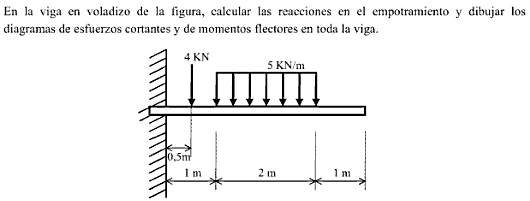 En la viga en voladizo de la figura, calcular las reacciones en el empotramiento y dibujar los
diagramas de esfuerzos cortantes y de momentos flectores en toda la viga.
4 KN
5 KN/m
0,5m
1 m
2 m
1 m